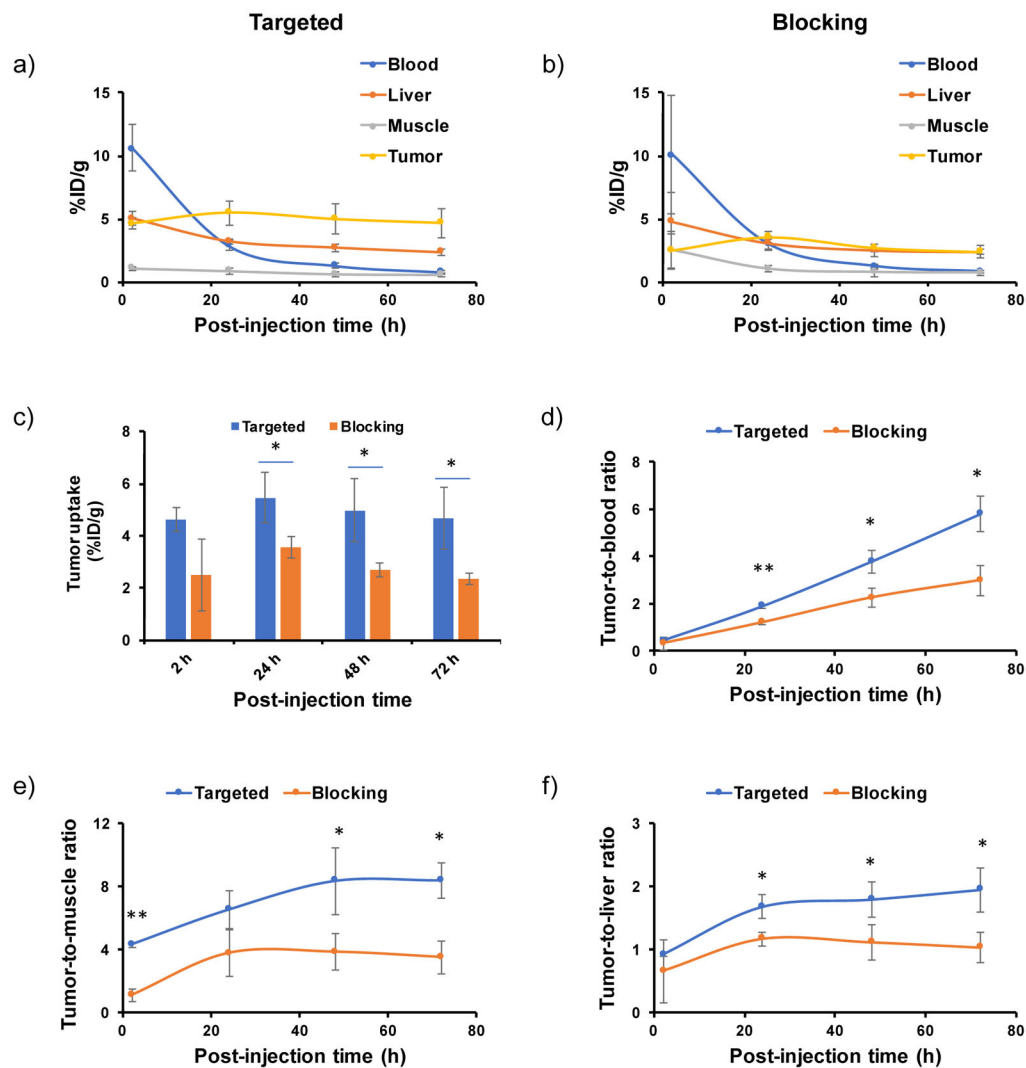 Targeted
Blocking
a)
Blood
Liver
Muscle
Tumor
15
10
5
0
%ID/g
0 20 40 60 80
Post-injection time (h)
b)
Blood
Liver
Muscle
Tumor
15
10
5
0
%ID/g
0 20 40 60 80
Post-injection time (h)
c)
Targeted Blocking
8
6
4
2
0
Tumor uptake
(%ID/g)
* * *
2 h 24 h 48 h 72 h
Post-injection time
d)
Targeted Blocking
8
6
4
2
0
Tumor-to-blood ratio
** * *
0 20 40 60 80
Post-injection time (h)
e)
Targeted Blocking
12
8
4
0
Tumor-to-muscle ratio
** * *
0 20 40 60 80
Post-injection time (h)
f)
Targeted Blocking
3
2
1
0
Tumor-to-liver ratio
* * *
0 20 40 60 80
Post-injection time (h)